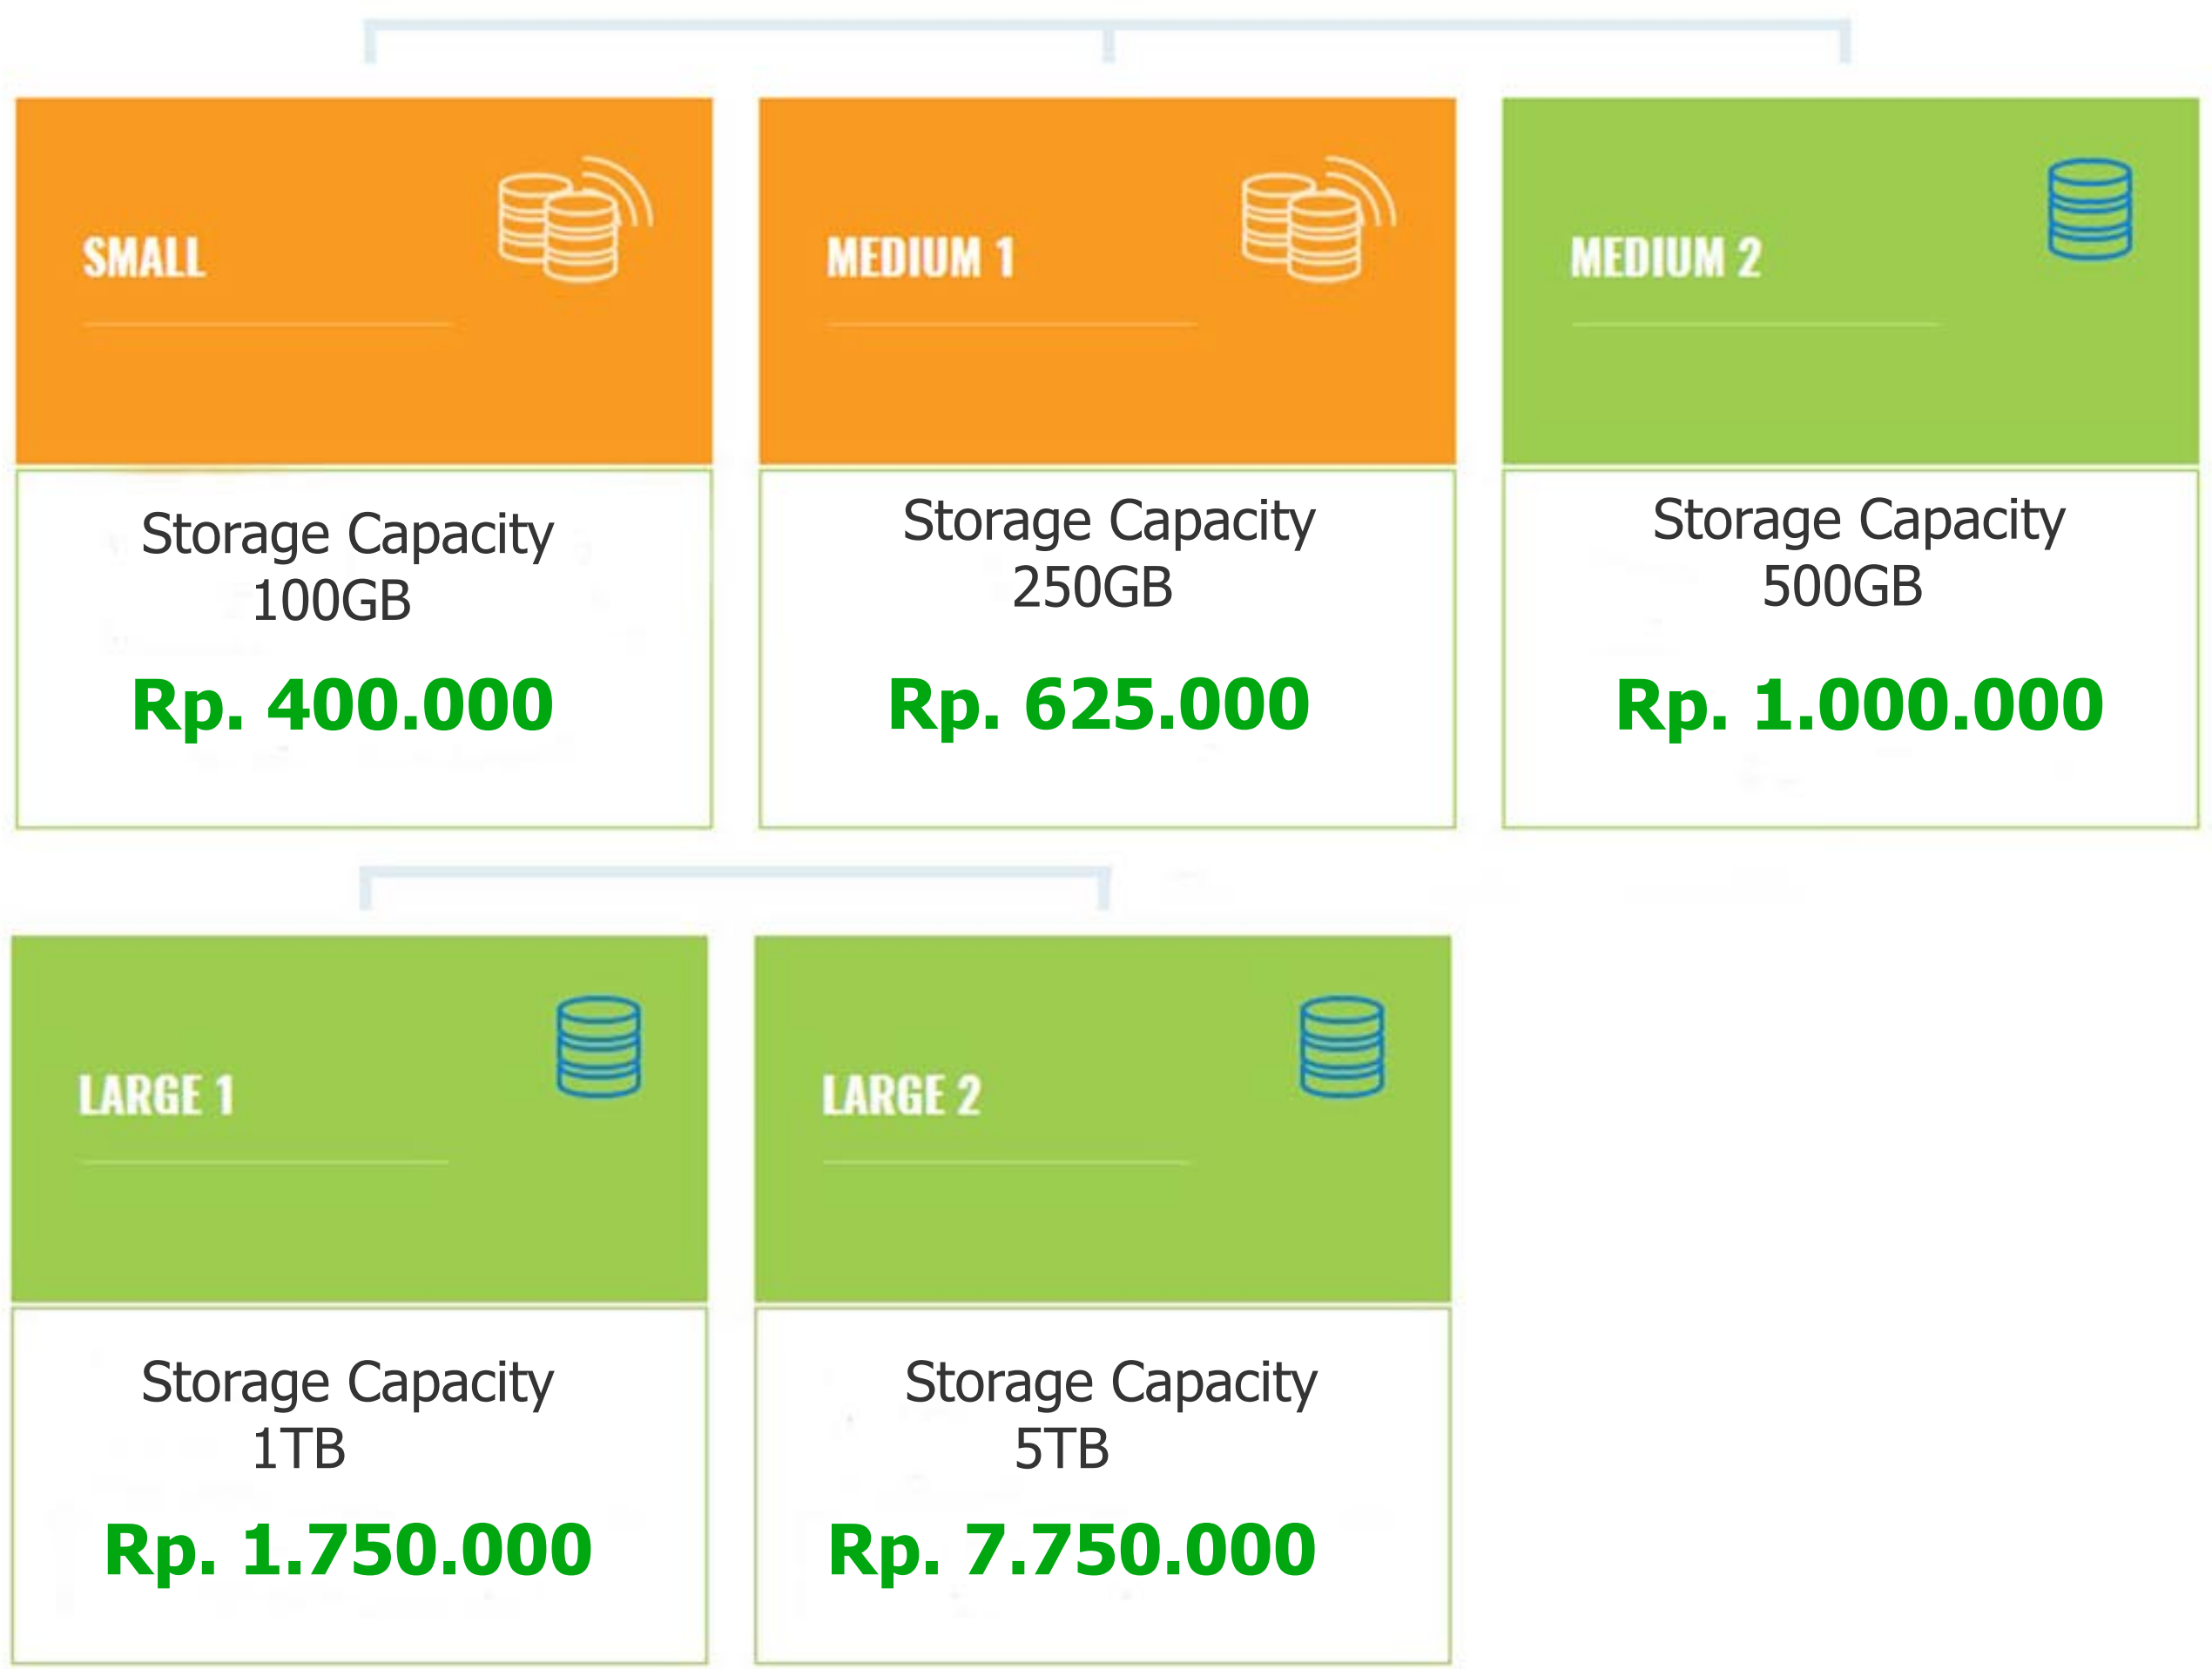 SMALL
Storage Capacity
100GB
Rp. 400.000
MEDIUM 1
Storage Capacity
250GB
Rp. 625.000
MEDIUM 2
Storage Capacity
500GB
Rp. 1.000.000
LARGE 1
Storage Capacity
1TB
Rp. 1.750.000
LARGE 2
Storage Capacity
5TB
Rp. 7.750.000